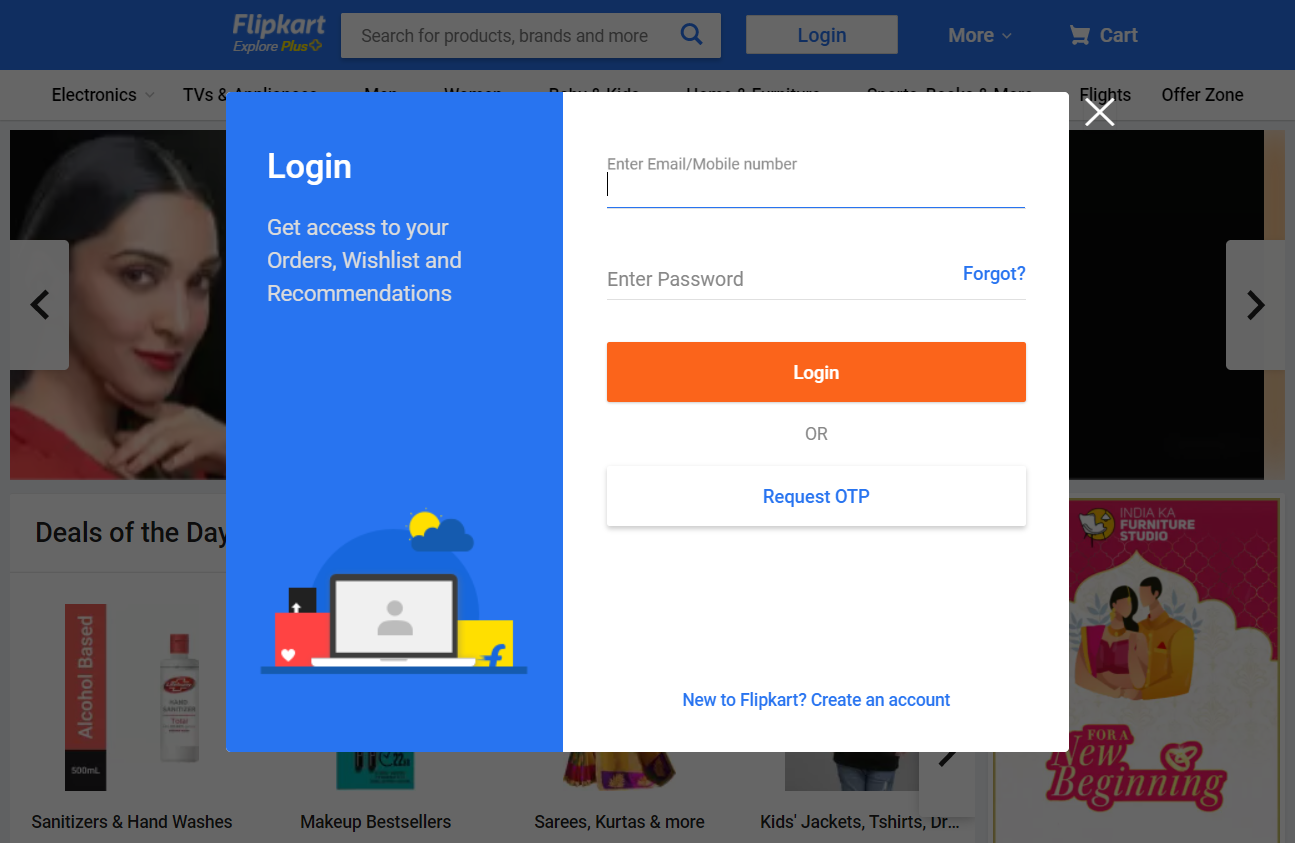 Flipkart
Explore Plus
Search for products, brands and more
Login
More
Cart
Electronics
TVs & Appliances
Men
Women
Baby & Kids
Home & Furniture
Sports, Books & More
Flights
Offer Zone
Login
Get access to your
Orders, Wishlist and
Recommendations
Enter Email/Mobile number
Enter Password
Forgot?
Login
OR
Request OTP
New to Flipkart? Create an account
Deals of the Day
Alcohol Based
500mL
HAND
SANITIZER
Total
INDIA KA
FURNITURE
STUDIO
FOR A
New
Beginning
Sanitizers & Hand Washes
Makeup Bestsellers
Sarees, Kurtas & more
Kids' Jackets, Tshirts, Dr...